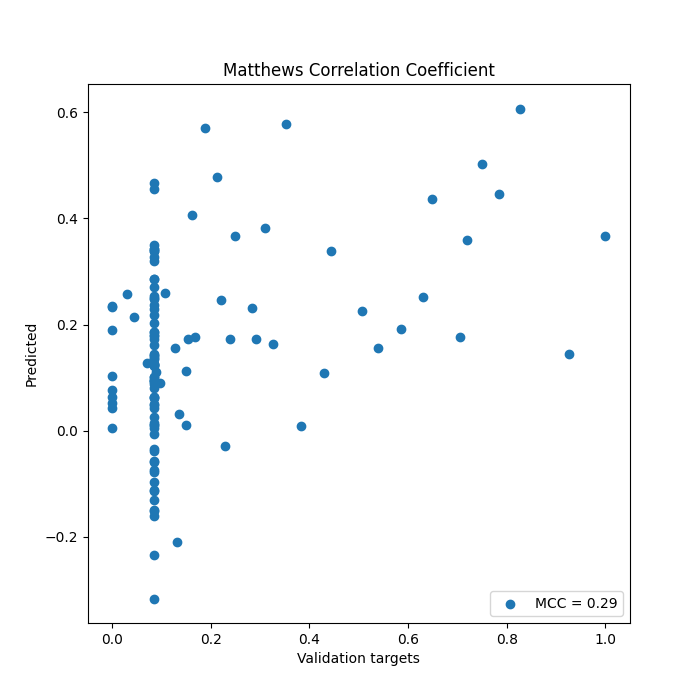 Matthews Correlation Coefficient
0.6
0.4
0.2
0.0
−0.2
Predicted
0.0 0.2 0.4 0.6 0.8 1.0
Validation targets
MCC = 0.29